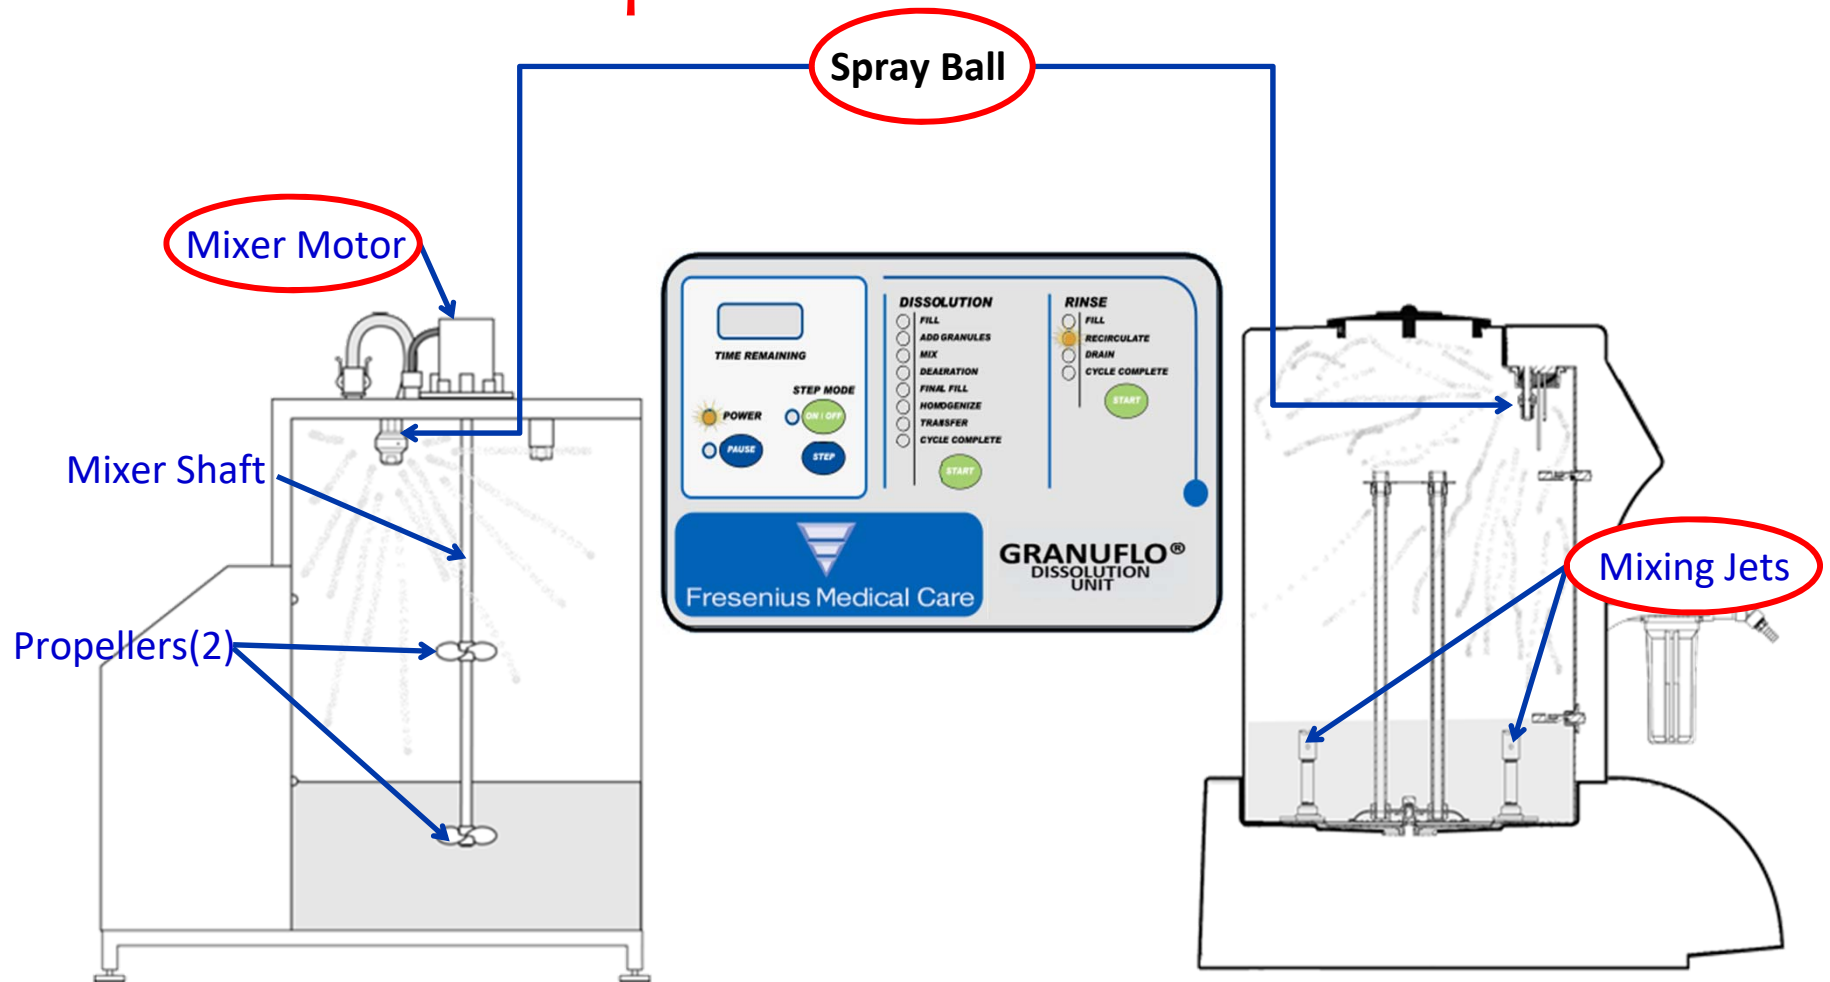 Spray Ball
Mixer Motor
Mixer Shaft
Propellers(2)
TIME REMAINING
STEP MODE
POWER
ON / OFF
PAUSE
STEP
DISSOLUTION
FILL
ADD GRANULES
MIX
DEAERATION
FINAL FILL
HOMOGENIZE
TRANSFER
CYCLE COMPLETE
START
RINSE
FILL
RECIRCULATE
DRAIN
CYCLE COMPLETE
START
Fresenius Medical Care
GRANUFLO®
DISSOLUTION
UNIT
Mixing Jets